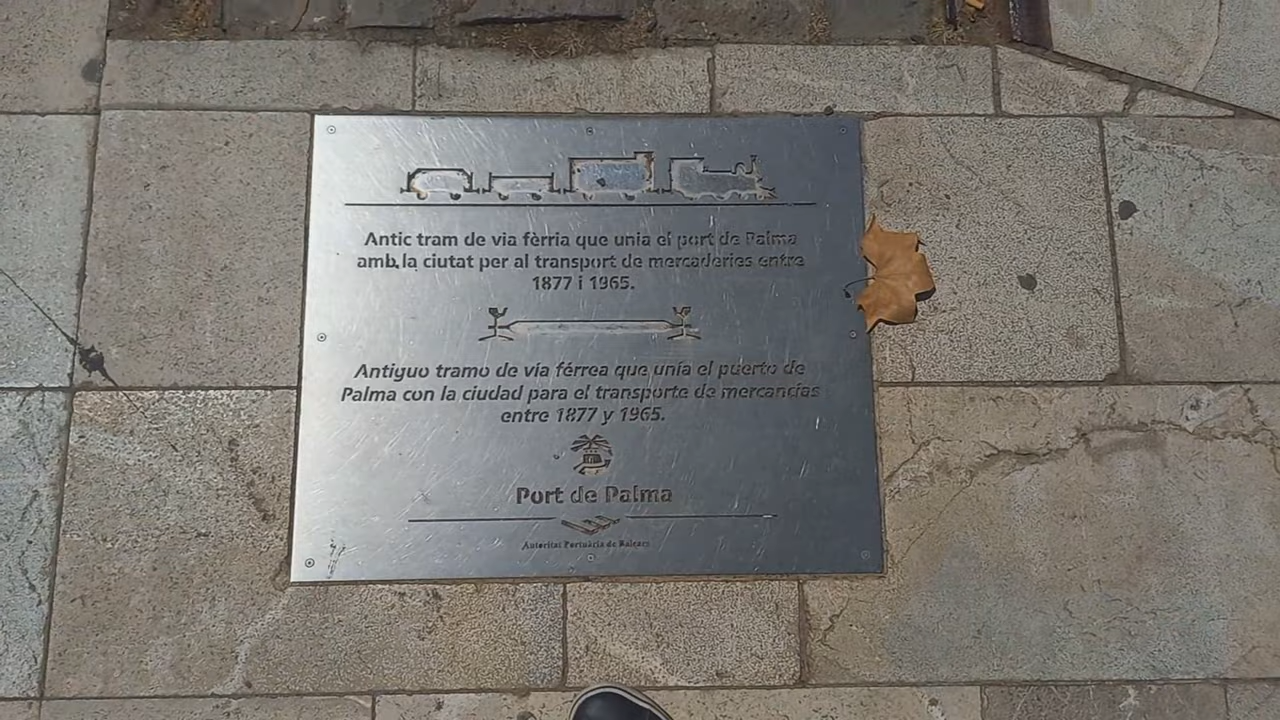 Antic tram de via fèrria que unia el port de Palma
amb la ciutat per al transport de mercaderies entre
1877 i 1965.
Antiguo tramo de vía férrea que unía el puerto de
Palma con la ciudad para el transporte de mercancías
entre 1877 y 1965.
Port de Palma
Autoritat Portuària de Balears